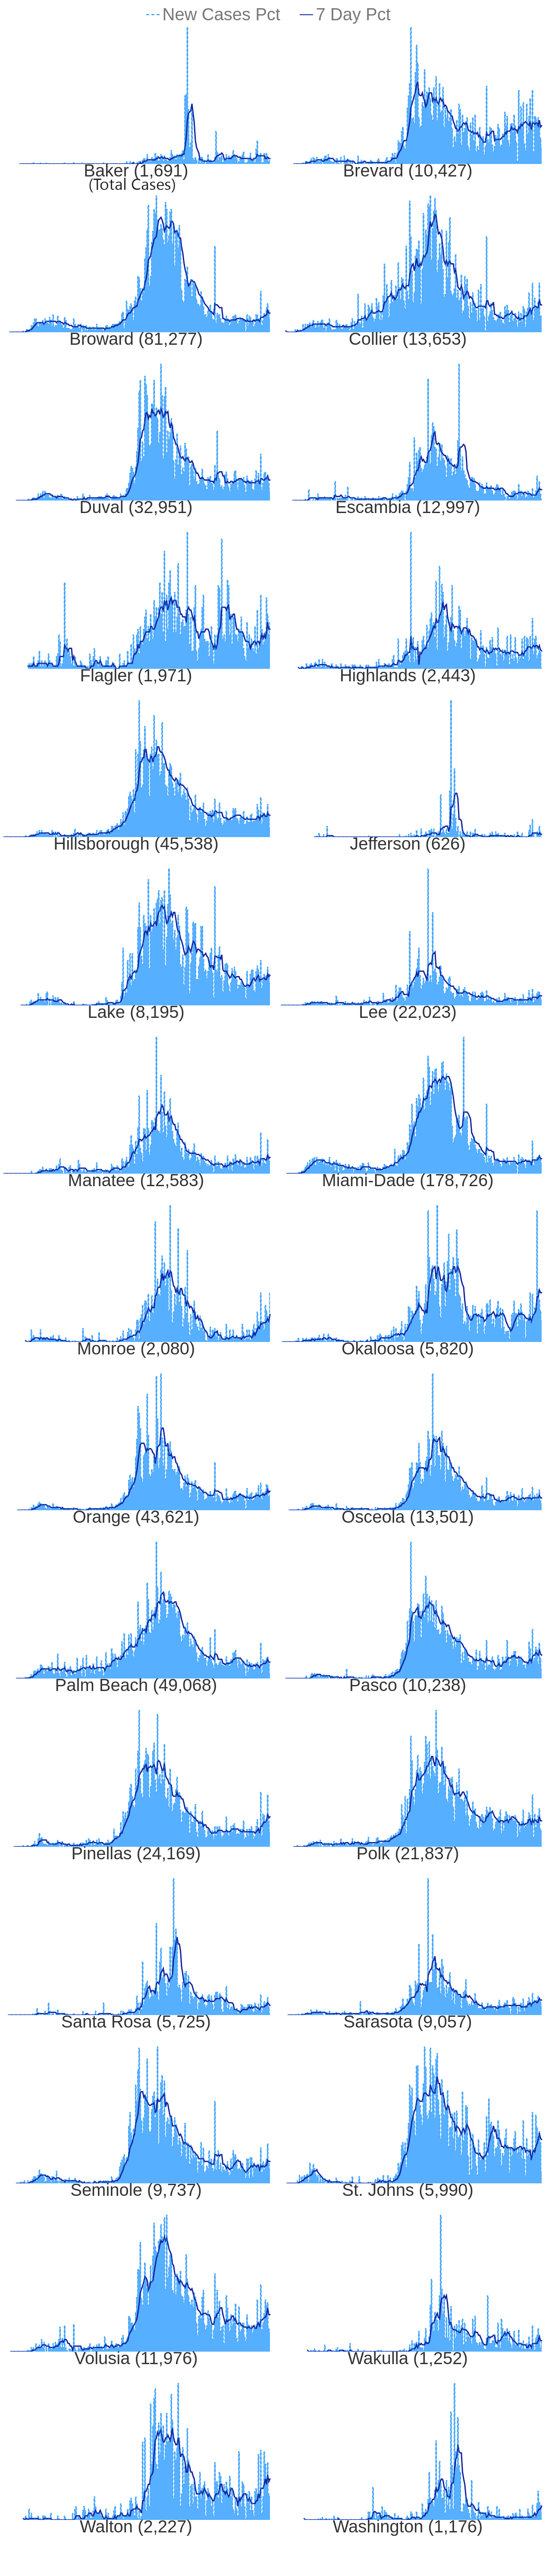 New Cases Pct 7 Day Pct
Baker (1,691) Brevard (10,427)
(Total Cases)
Broward (81,277) Collier (13,653)
Duval (32,951) Escambia (12,997)
Flagler (1,971) Highlands (2,443)
Hillsborough (45,538) Jefferson (626)
Lake (8,195) Lee (22,023)
Manatee (12,583) Miami-Dade (178,726)
Monroe (2,080) Okaloosa (5,820)
Orange (43,621) Osceola (13,501)
Palm Beach (49,068) Pasco (10,238)
Pinellas (24,169) Polk (21,837)
Santa Rosa (5,725) Sarasota (9,057)
Seminole (9,737) St. Johns (5,990)
Volusia (11,976) Wakulla (1,252)
Walton (2,227) Washington (1,176)